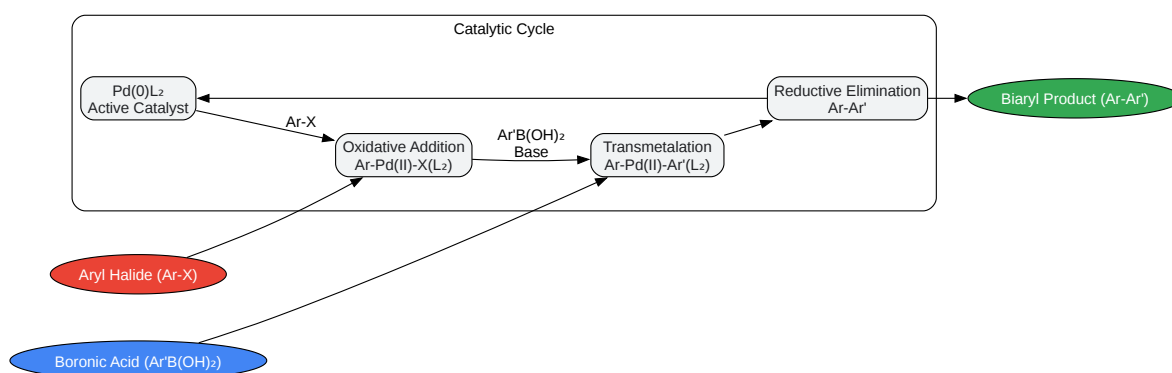 Catalytic Cycle
Pd(0)L₂
Active Catalyst
Ar-X
Oxidative Addition
Ar-Pd(II)-X(L₂)
Ar'B(OH)₂
Base
Transmetalation
Ar-Pd(II)-Ar'(L₂)
Reductive Elimination
Ar-Ar'
Biaryl Product (Ar-Ar')
Aryl Halide (Ar-X)
Boronic Acid (Ar'B(OH)₂)